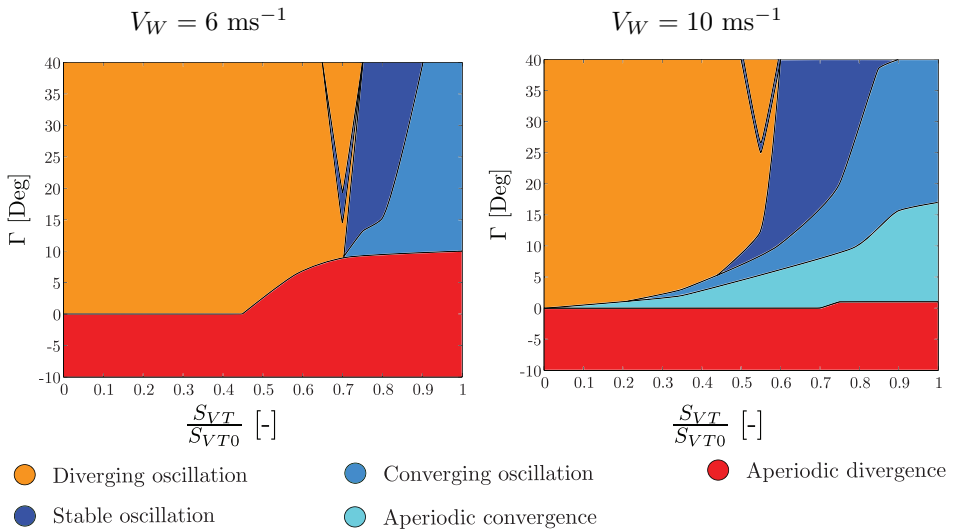 V_W = 6 ms⁻¹
V_W = 10 ms⁻¹
Γ [Deg]
40
35
30
25
20
15
10
5
0
-5
-10
0 0.1 0.2 0.3 0.4 0.5 0.6 0.7 0.8 0.9 1
S_VT/S_VT0 [-]
Γ [Deg]
40
35
30
25
20
15
10
5
0
-5
-10
0 0.1 0.2 0.3 0.4 0.5 0.6 0.7 0.8 0.9 1
S_VT/S_VT0 [-]
Diverging oscillation
Converging oscillation
Aperiodic divergence
Stable oscillation
Aperiodic convergence